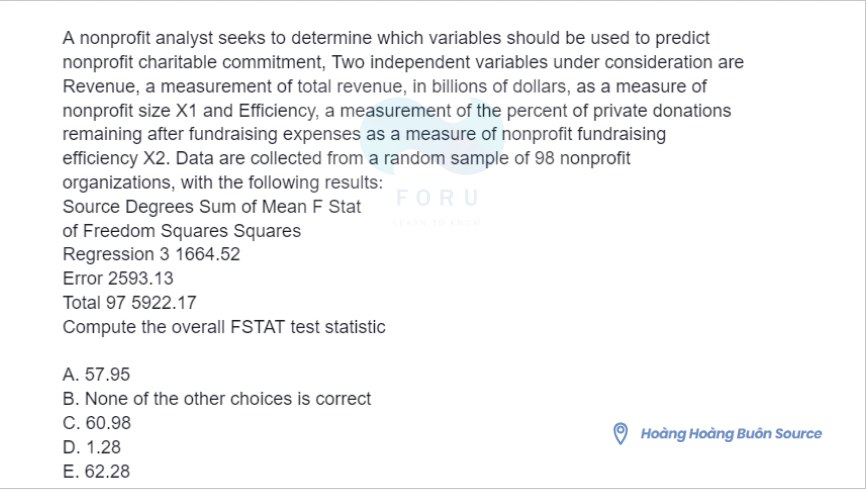 A nonprofit analyst seeks to determine which variables should be used to predict
nonprofit charitable commitment, Two independent variables under consideration are
Revenue, a measurement of total revenue, in billions of dollars, as a measure of
nonprofit size X1 and Efficiency, a measurement of the percent of private donations
remaining after fundraising expenses as a measure of nonprofit fundraising
efficiency X2. Data are collected from a random sample of 98 nonprofit
organizations, with the following results:
FORU
Source Degrees Sum of Mean F Stat
of Freedom Squares Squares
Regression 3 1664.52
Error 2593.13
Total 97 5922.17
Compute the overall FSTAT test statistic
A. 57.95
B. None of the other choices is correct
C. 60.98
D. 1.28
E. 62.28
Hoàng Hoàng Buôn Source